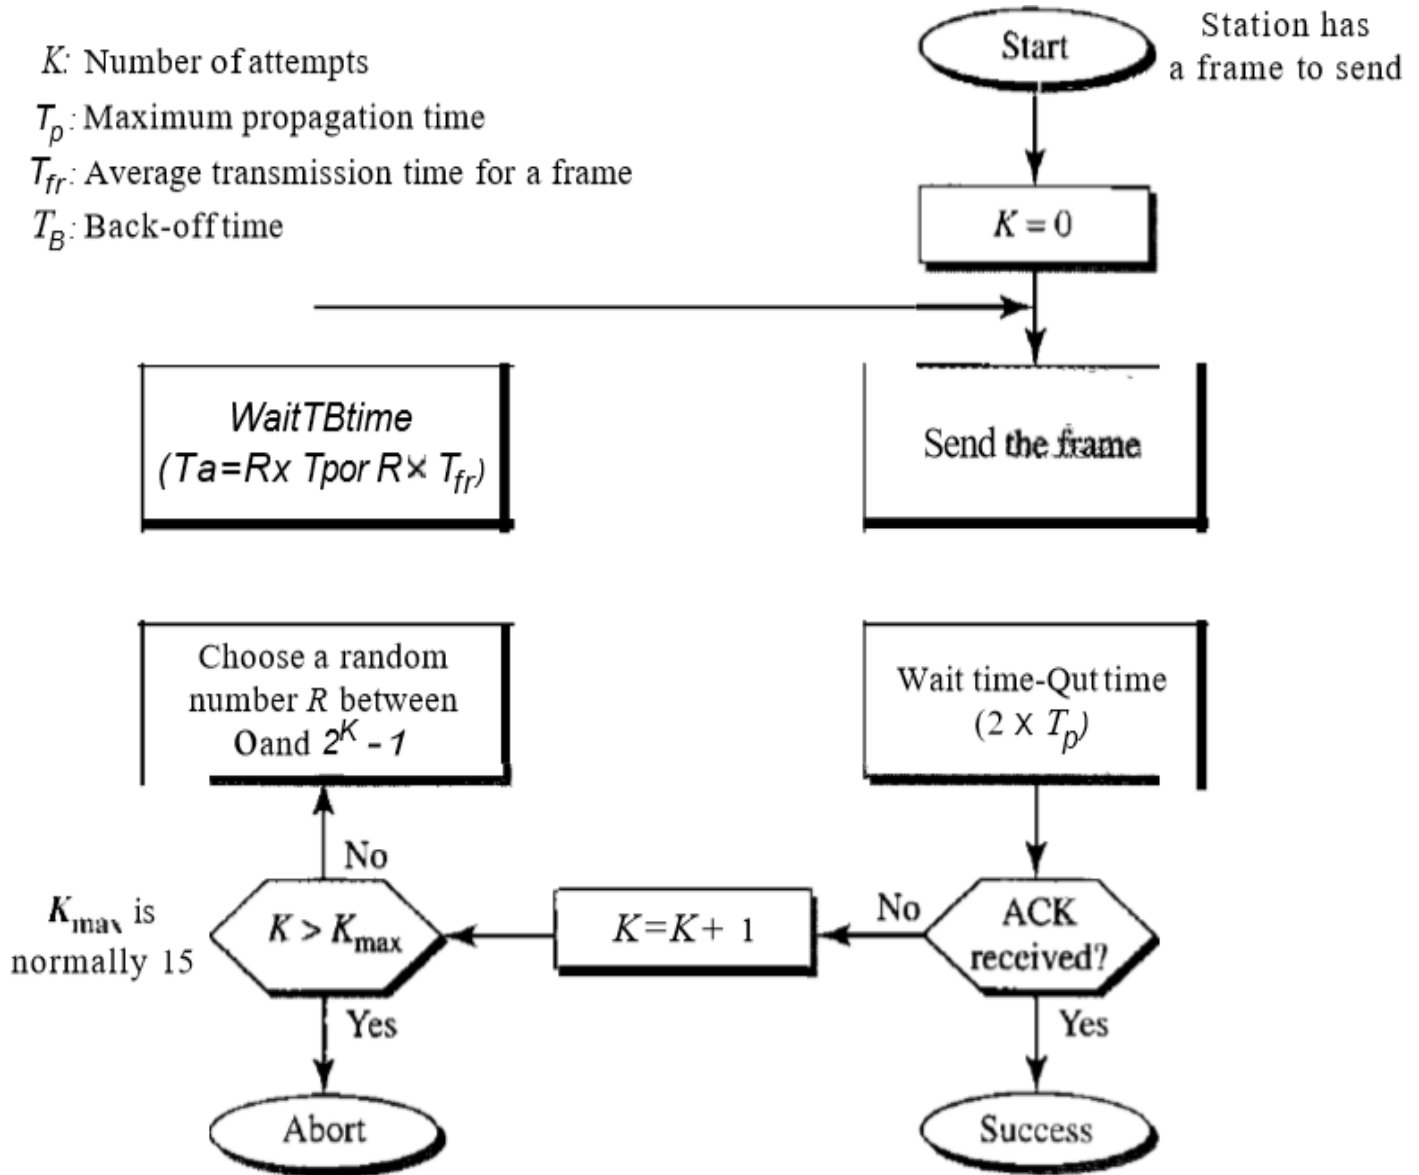 Start
Station has
a frame to send
K: Number of attempts
Tp: Maximum propagation time
Tfr: Average transmission time for a frame
TB: Back-off time
K = 0
WaitTBtime
(Ta=Rx Tpor R× Tfr)
Send the frame
Choose a random
number R between
Oand 2^K - 1
Wait time-Qut time
(2 X Tp)
No
Kmax is
normally 15
K > Kmax
K=K+ 1
No
ACK
received?
Yes
Yes
Abort
Success